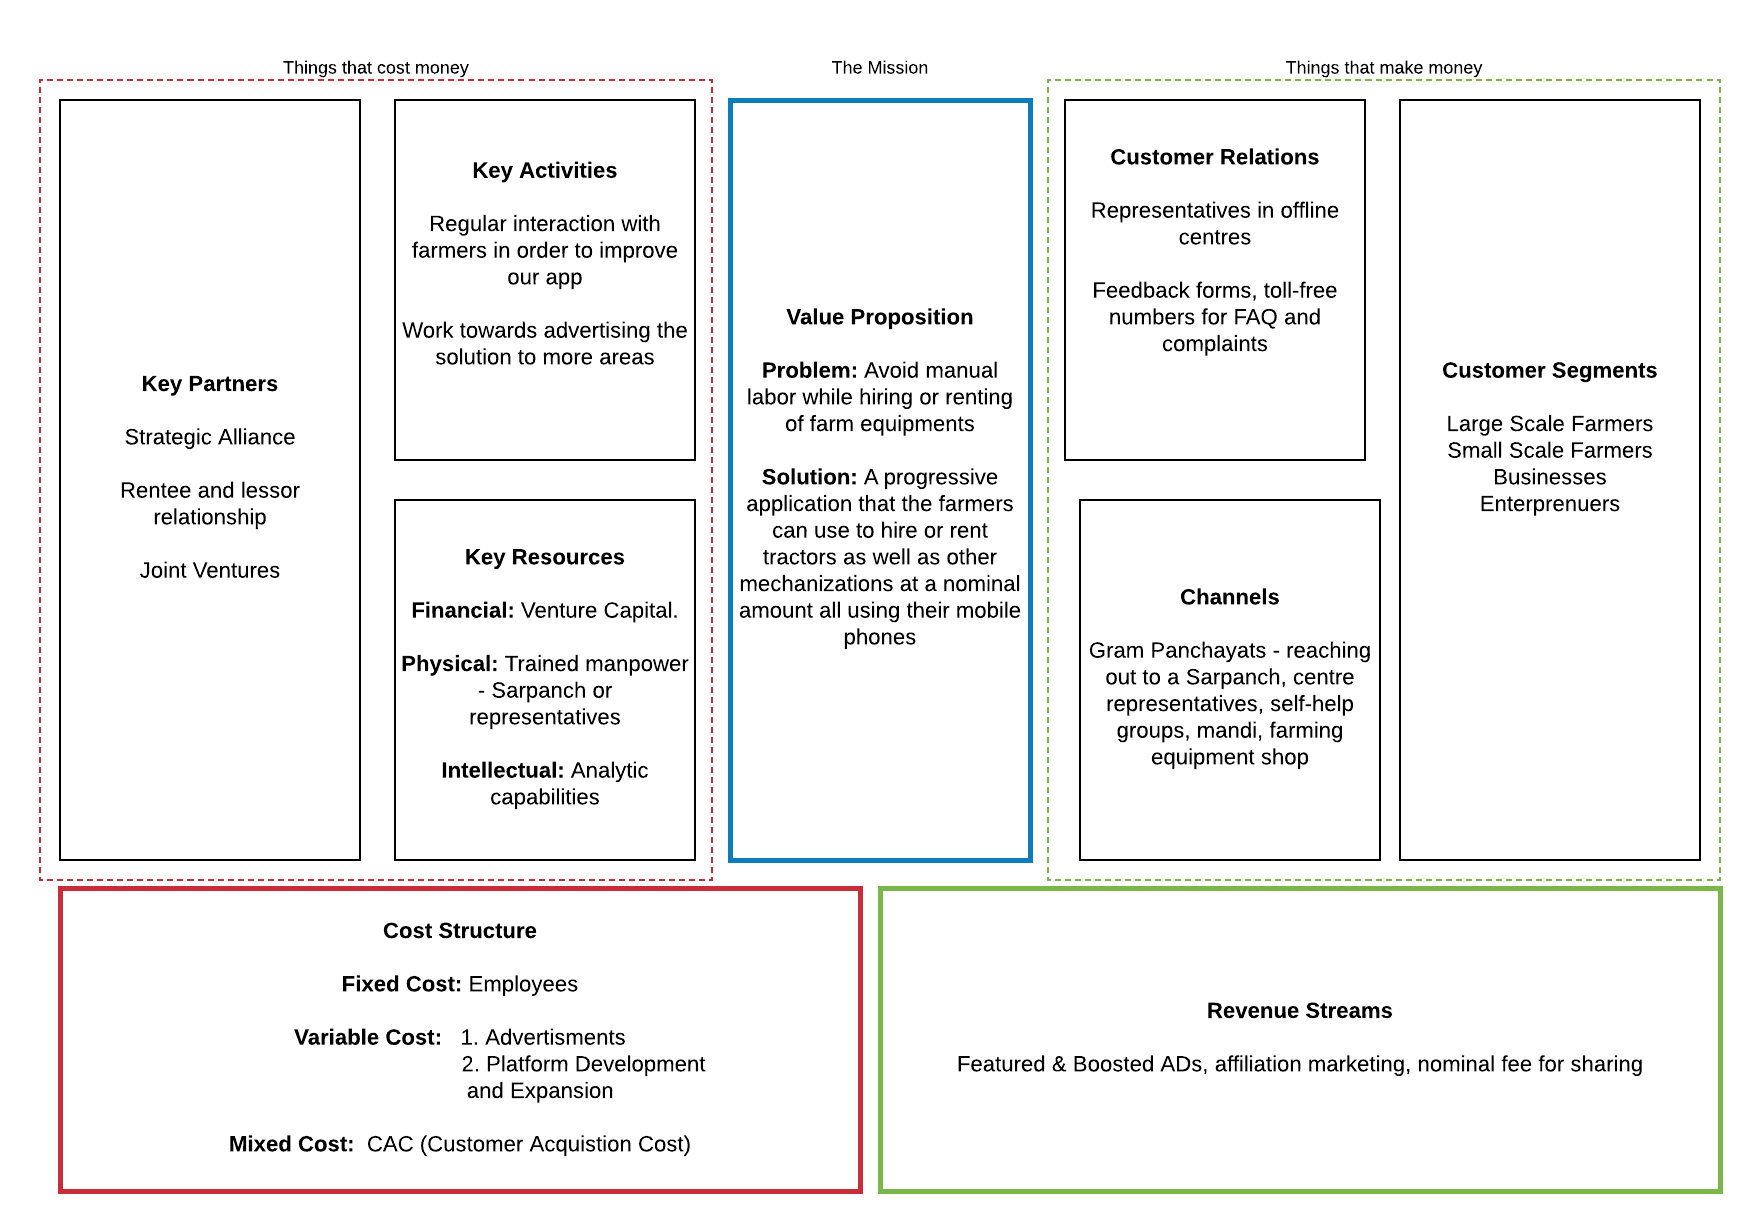 Things that cost money
The Mission
Things that make money
Key Partners
Strategic Alliance
Rentee and lessor
relationship
Joint Ventures
Key Activities
Regular interaction with
farmers in order to improve
our app
Work towards advertising the
solution to more areas
Key Resources
Financial: Venture Capital.
Physical: Trained manpower
- Sarpanch or
representatives
Intellectual: Analytic
capabilities
Value Proposition
Problem: Avoid manual
labor while hiring or renting
of farm equipments
Solution: A progressive
application that the farmers
can use to hire or rent
tractors as well as other
mechanizations at a nominal
amount all using their mobile
phones
Customer Relations
Representatives in offline
centres
Feedback forms, toll-free
numbers for FAQ and
complaints
Channels
Gram Panchayats - reaching
out to a Sarpanch, centre
representatives, self-help
groups, mandi, farming
equipment shop
Customer Segments
Large Scale Farmers
Small Scale Farmers
Businesses
Enterprenuers
Cost Structure
Fixed Cost: Employees
Variable Cost: 1. Advertisments
2. Platform Development
and Expansion
Mixed Cost: CAC (Customer Acquistion Cost)
Revenue Streams
Featured & Boosted ADs, affiliation marketing, nominal fee for sharing